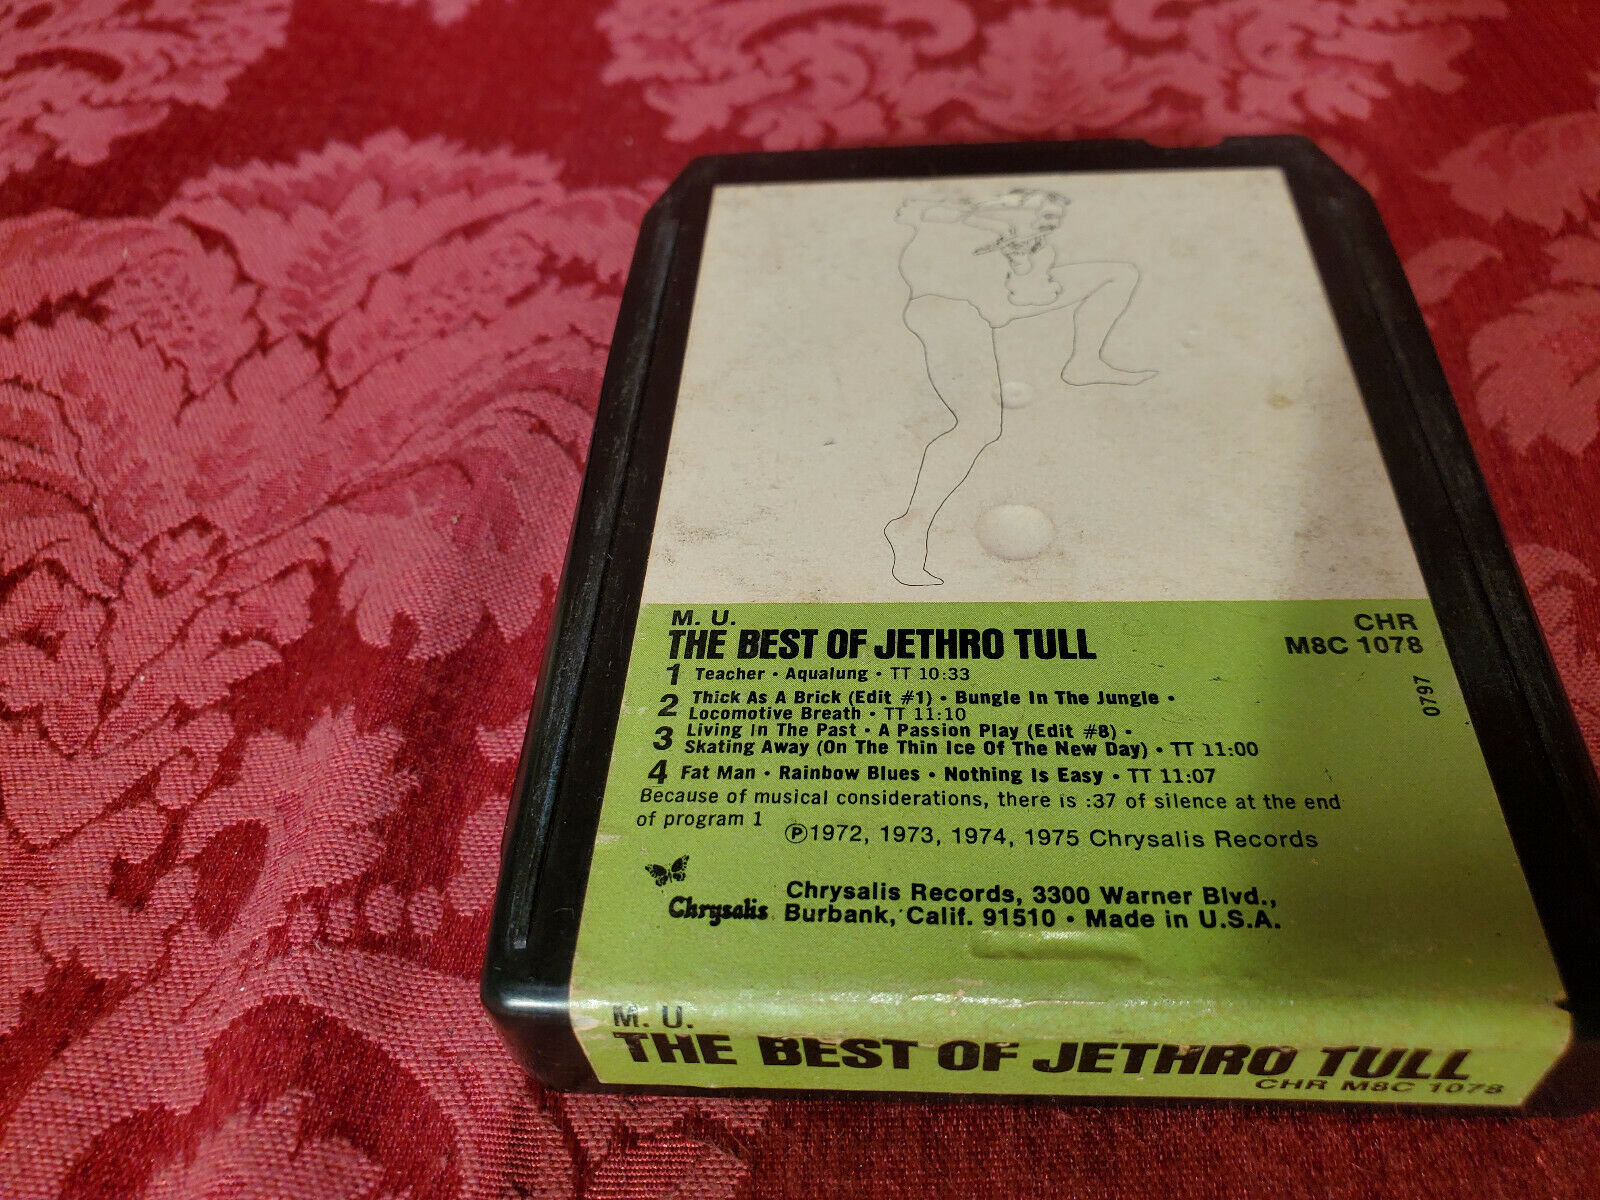 M. U.
THE BEST OF JETHRO TULL
CHR
M8C 1078
0797
1 Teacher • Aqualung • TT 10:33
2 Thick As A Brick (Edit #1) • Bungle In The Jungle •
Locomotive Breath • TT 11:10
3 Living In The Past • A Passion Play (Edit #8) •
Skating Away (On The Thin Ice Of The New Day) • TT 11:00
4 Fat Man • Rainbow Blues • Nothing Is Easy • TT 11:07
Because of musical considerations, there is :37 of silence at the end
of program 1
℗1972, 1973, 1974, 1975 Chrysalis Records
Chrysalis
Chrysalis Records, 3300 Warner Blvd.,
Burbank, Calif. 91510 • Made in U.S.A.
M. U.
THE BEST OF JETHRO TULL
CHR M8C 1078